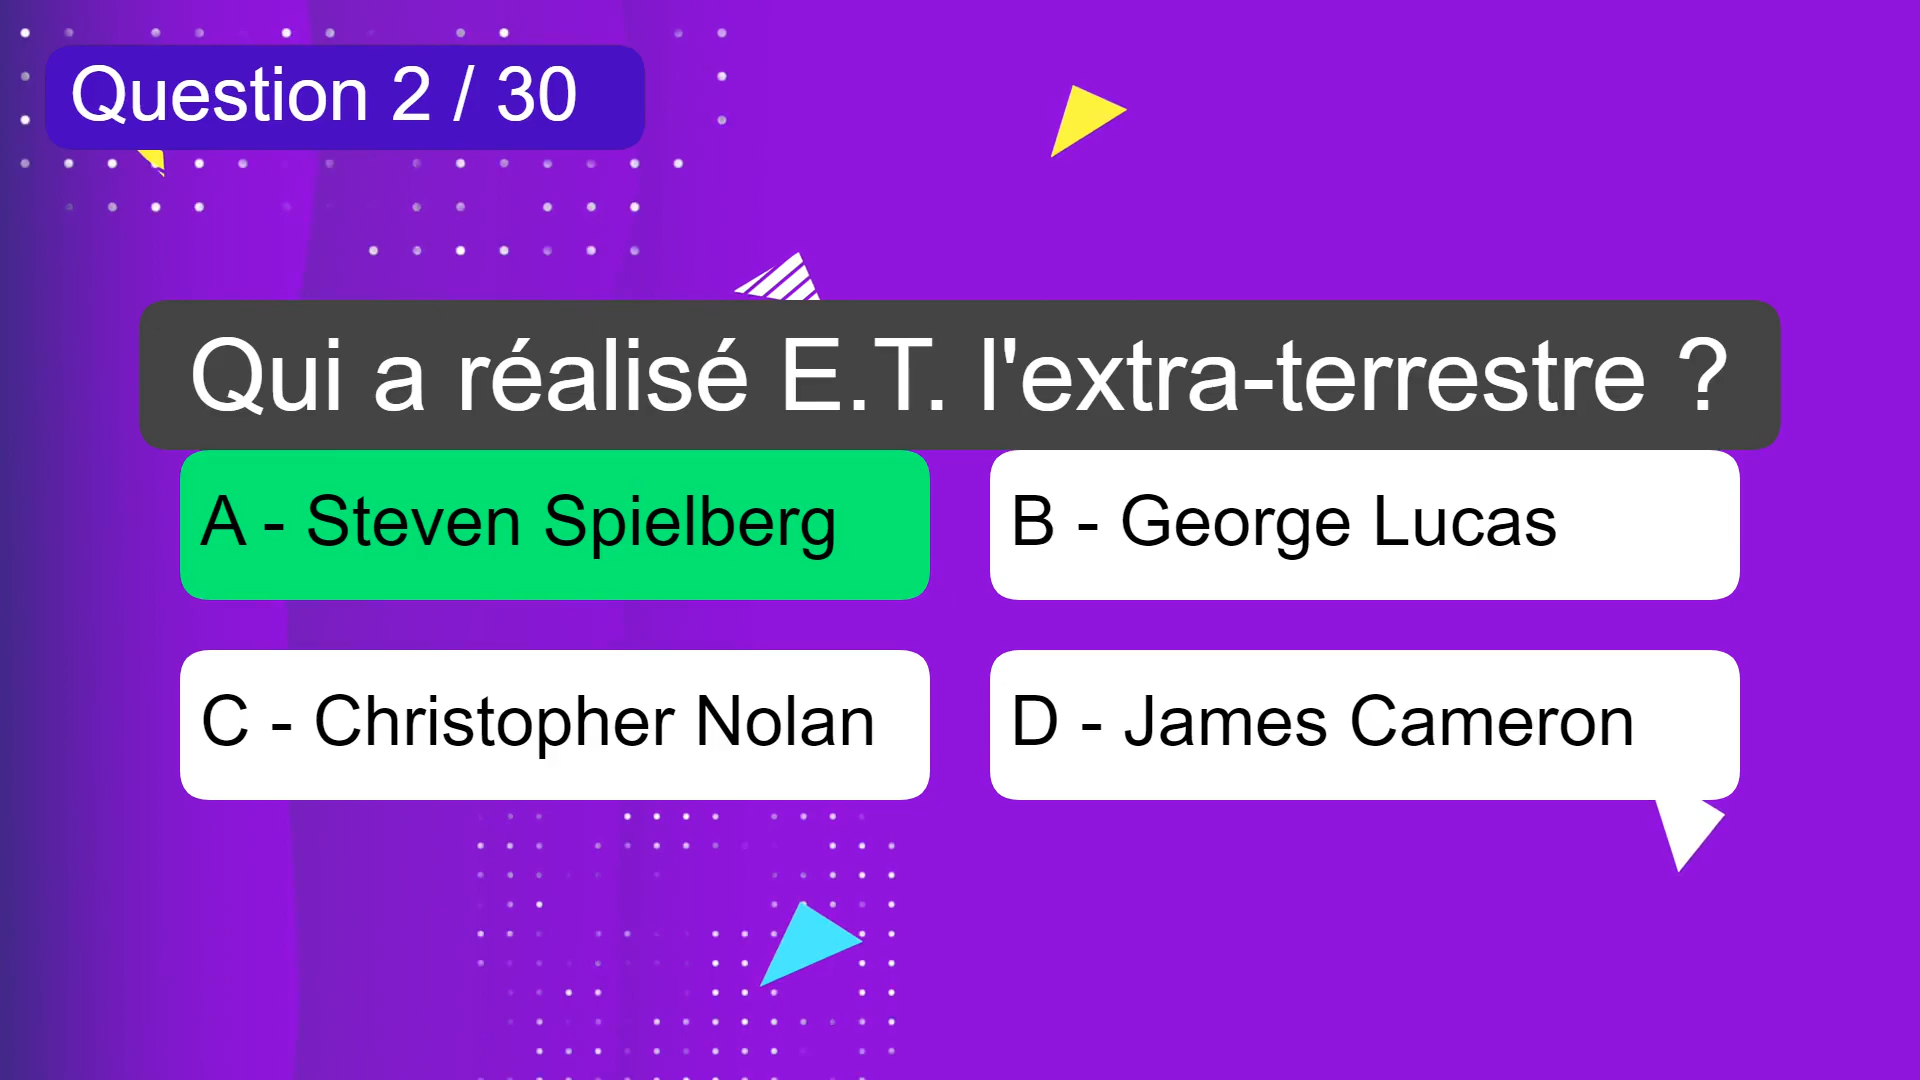 Question 2 / 30
Qui a réalisé E.T. l'extra-terrestre ?
A - Steven Spielberg
B - George Lucas
C - Christopher Nolan
D - James Cameron